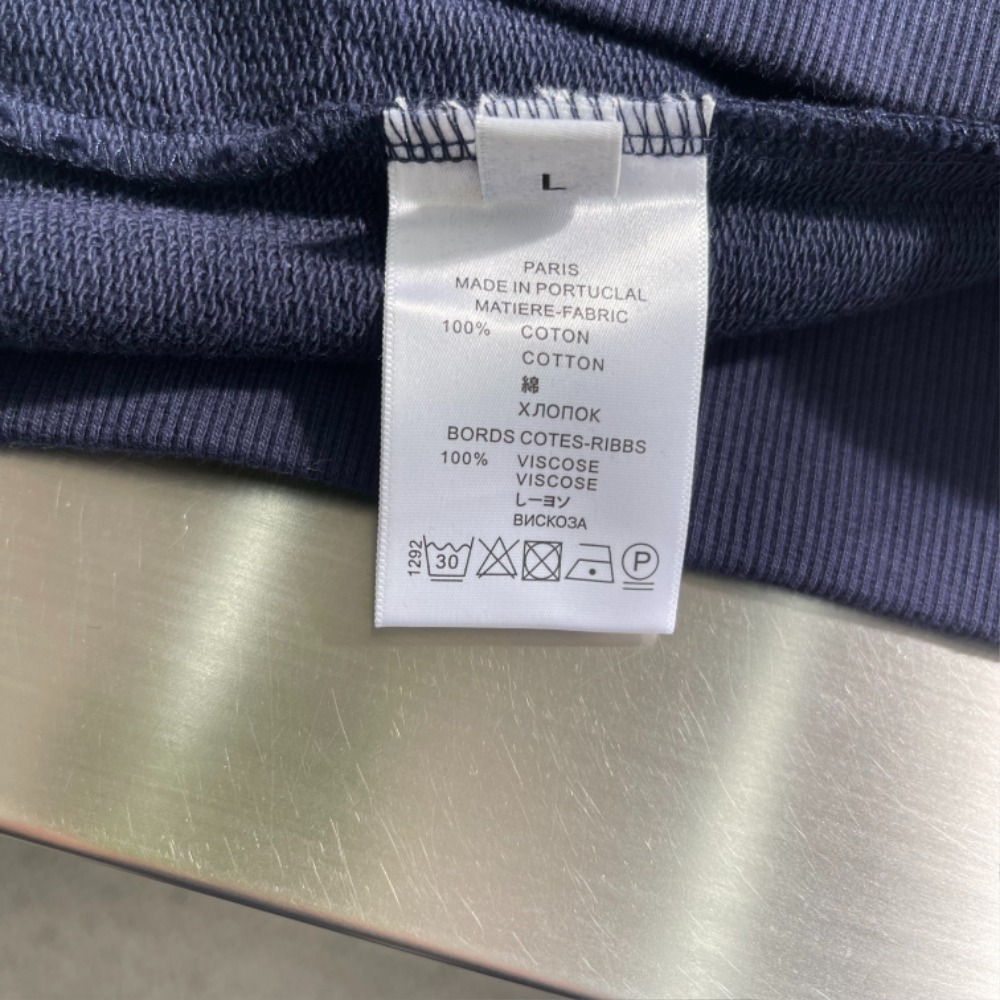 L
PARIS
MADE IN PORTUCLAL
MATIERE-FABRIC
100% COTON
COTTON
綿
ХЛОПОК
BORDS COTES-RIBBS
100% VISCOSE
VISCOSE
レーヨソ
ВИСКОЗА
1292 30 P